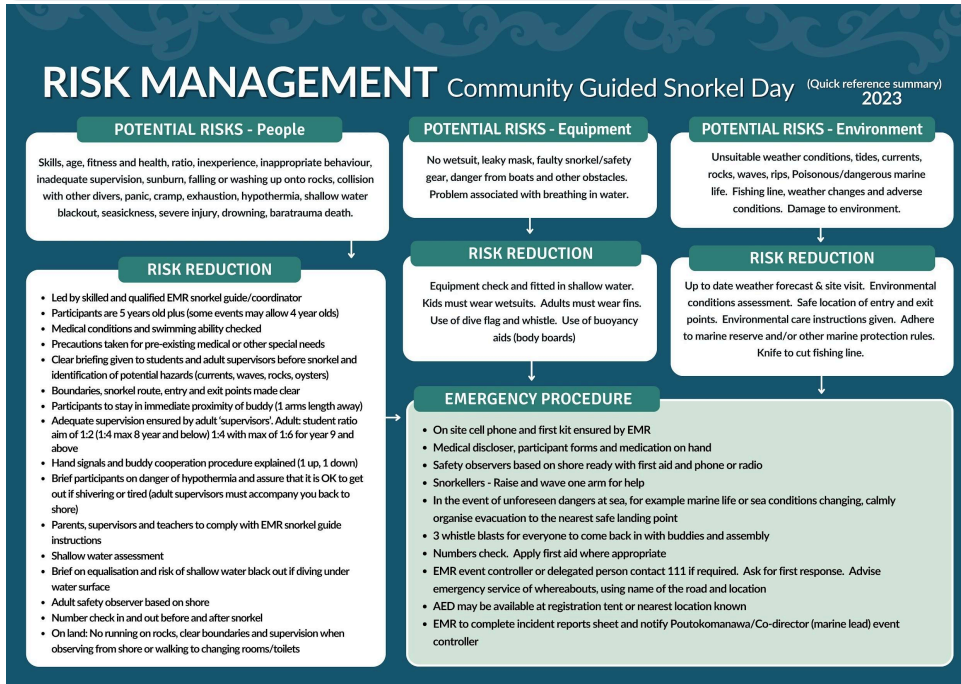 RISK MANAGEMENT Community Guided Snorkel Day (Quick reference summary)
2023
POTENTIAL RISKS - People
Skills, age, fitness and health, ratio, inexperience, inappropriate behaviour,
inadequate supervision, sunburn, falling or washing up onto rocks, collision
with other divers, panic, cramp, exhaustion, hypothermia, shallow water
blackout, seasickness, severe injury, drowning, baratrauma death.
RISK REDUCTION
• Led by skilled and qualified EMR snorkel guide/coordinator
• Participants are 5 years old plus (some events may allow 4 year olds)
• Medical conditions and swimming ability checked
• Precautions taken for pre-existing medical or other special needs
• Clear briefing given to students and adult supervisors before snorkel and
identification of potential hazards (currents, waves, rocks, oysters)
• Boundaries, snorkel route, entry and exit points made clear
• Participants to stay in immediate proximity of buddy (1 arms length away)
• Adequate supervision ensured by adult ‘supervisors’. Adult: student ratio
aim of 1:2 (1:4 max 8 year and below) 1:4 with max of 1:6 for year 9 and
above
• Hand signals and buddy cooperation procedure explained (1 up, 1 down)
• Brief participants on danger of hypothermia and assure that it is OK to get
out if shivering or tired (adult supervisors must accompany you back to
shore)
• Parents, supervisors and teachers to comply with EMR snorkel guide
instructions
• Shallow water assessment
• Brief on equalisation and risk of shallow water black out if diving under
water surface
• Adult safety observer based on shore
• Number check in and out before and after snorkel
• On land: No running on rocks, clear boundaries and supervision when
observing from shore or walking to changing rooms/toilets
POTENTIAL RISKS - Equipment
No wetsuit, leaky mask, faulty snorkel/safety
gear, danger from boats and other obstacles.
Problem associated with breathing in water.
RISK REDUCTION
Equipment check and fitted in shallow water.
Kids must wear wetsuits. Adults must wear fins.
Use of dive flag and whistle. Use of buoyancy
aids (body boards)
POTENTIAL RISKS - Environment
Unsuitable weather conditions, tides, currents,
rocks, waves, rips, Poisonous/dangerous marine
life. Fishing line, weather changes and adverse
conditions. Damage to environment.
RISK REDUCTION
Up to date weather forecast & site visit. Environmental
conditions assessment. Safe location of entry and exit
points. Environmental care instructions given. Adhere
to marine reserve and/or other marine protection rules.
Knife to cut fishing line.
EMERGENCY PROCEDURE
• On site cell phone and first kit ensured by EMR
• Medical discloser, participant forms and medication on hand
• Safety observers based on shore ready with first aid and phone or radio
• Snorkellers - Raise and wave one arm for help
• In the event of unforeseen dangers at sea, for example marine life or sea conditions changing, calmly
organise evacuation to the nearest safe landing point
• 3 whistle blasts for everyone to come back in with buddies and assembly
• Numbers check. Apply first aid where appropriate
• EMR event controller or delegated person contact 111 if required. Ask for first response. Advise
emergency service of whereabouts, using name of the road and location
• AED may be available at registration tent or nearest location known
• EMR to complete incident reports sheet and notify Poutokomanawa/Co-director (marine lead) event
controller